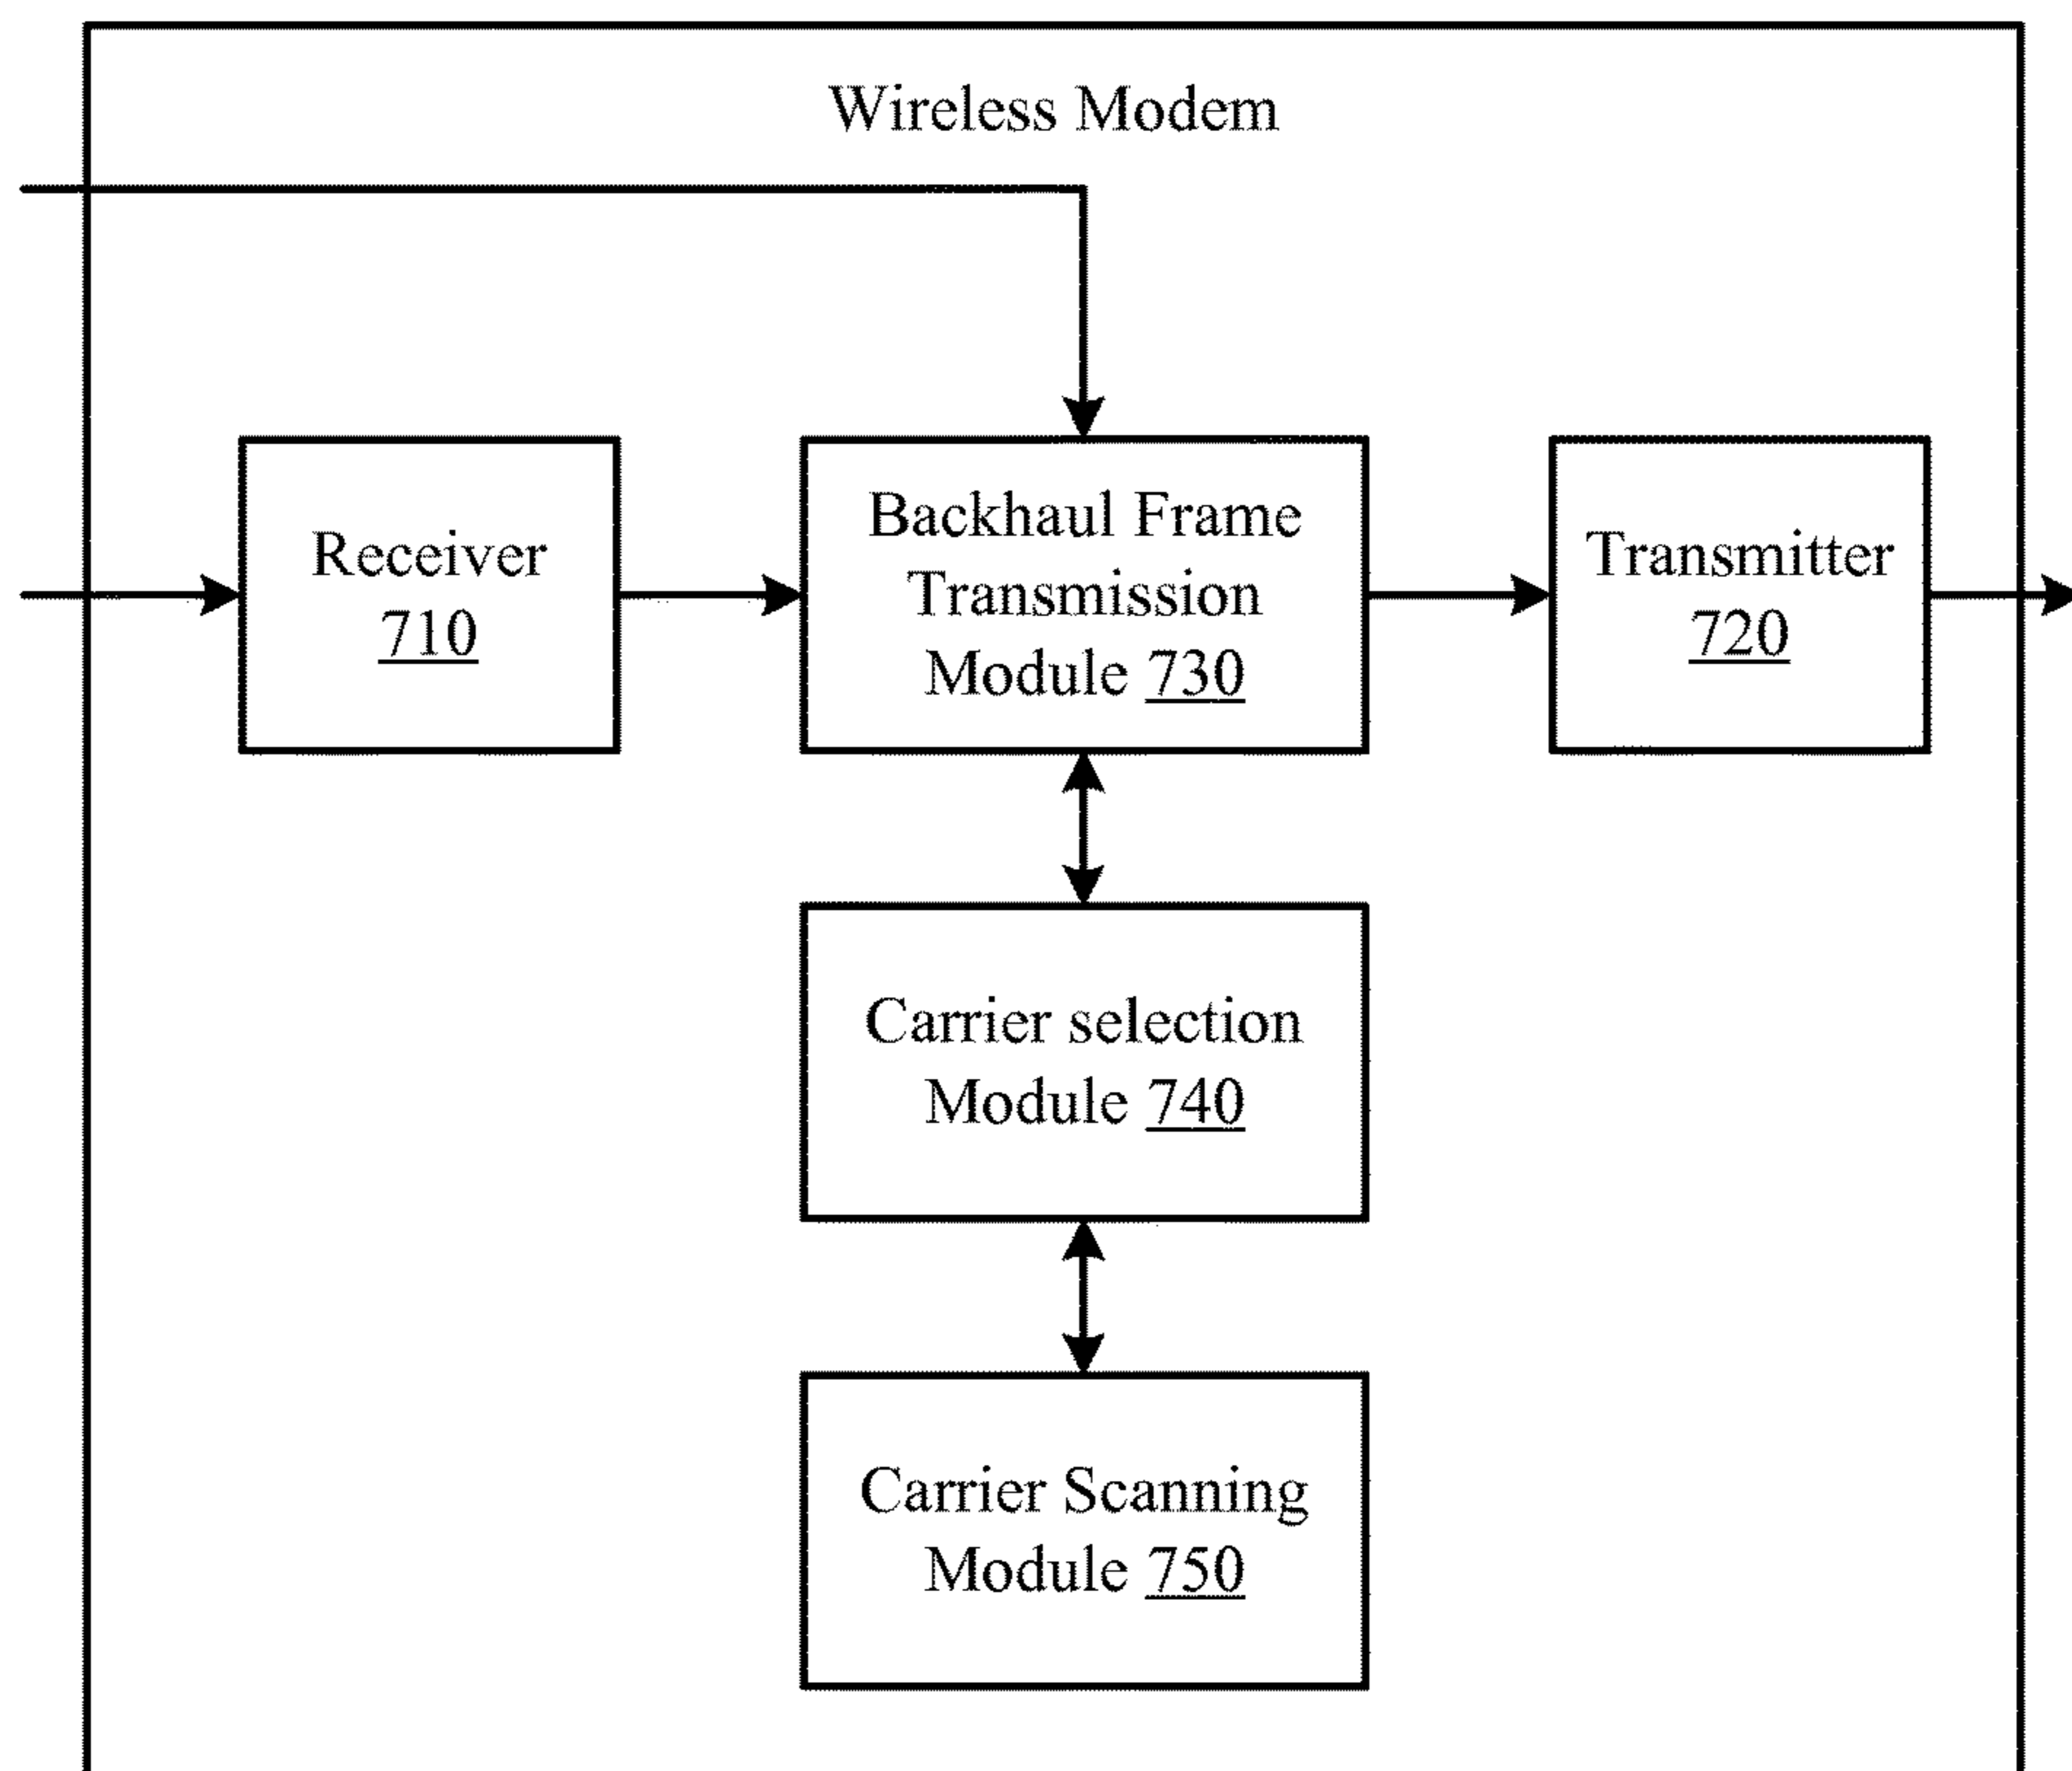 Wireless Modem
Receiver
710
Backhaul Frame
Transmission
Module 730
Transmitter
720
Carrier selection
Module 740
Carrier Scanning
Module 750